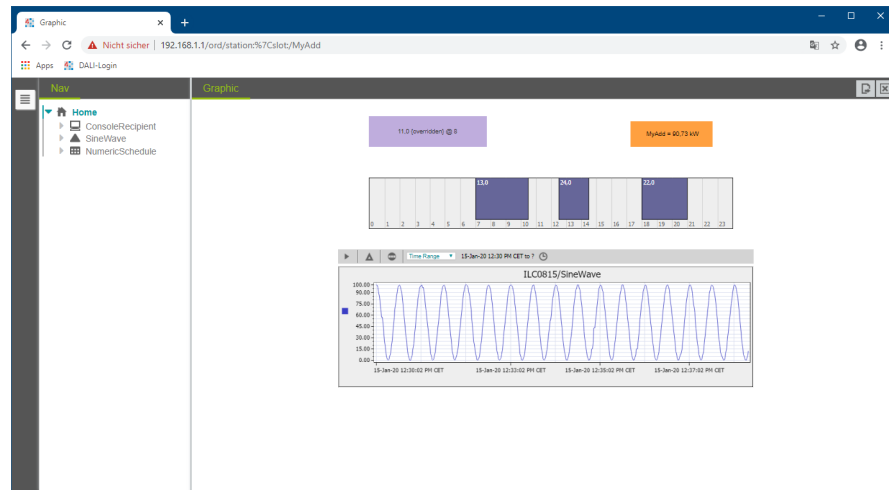 Graphic
Nicht sicher | 192.168.1.1/ord/station:%7Cslot:/MyAdd
Apps DALI-Login
Nav
Graphic
Home
ConsoleRecipient
SineWave
NumericSchedule
11,0 {overridden} @ 8
MyAdd = 90,73 kW
13,0 24,0 22,0
0 1 2 3 4 5 6 7 8 9 10 11 12 13 14 15 16 17 18 19 20 21 22 23
Time Range 15-Jan-20 12:30 PM CET to ?
ILC0815/SineWave
100.00
90.00
75.00
60.00
45.00
30.00
15.00
0.00
15-Jan-20 12:30:02 PM CET 15-Jan-20 12:33:02 PM CET 15-Jan-20 12:35:02 PM CET 15-Jan-20 12:37:02 PM CET